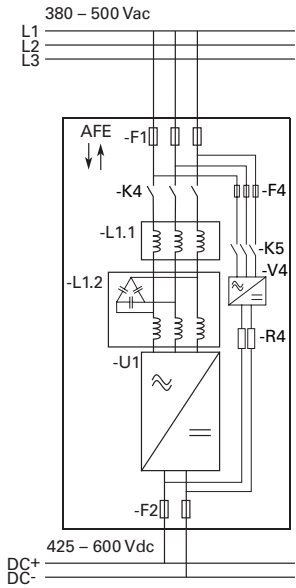 380 – 500 Vac
L1
L2
L3
AFE
-F1
-F4
-K4
-K5
-L1.1
-V4
-L1.2
-R4
-U1
-F2
425 – 600 Vdc
DC+
DC-